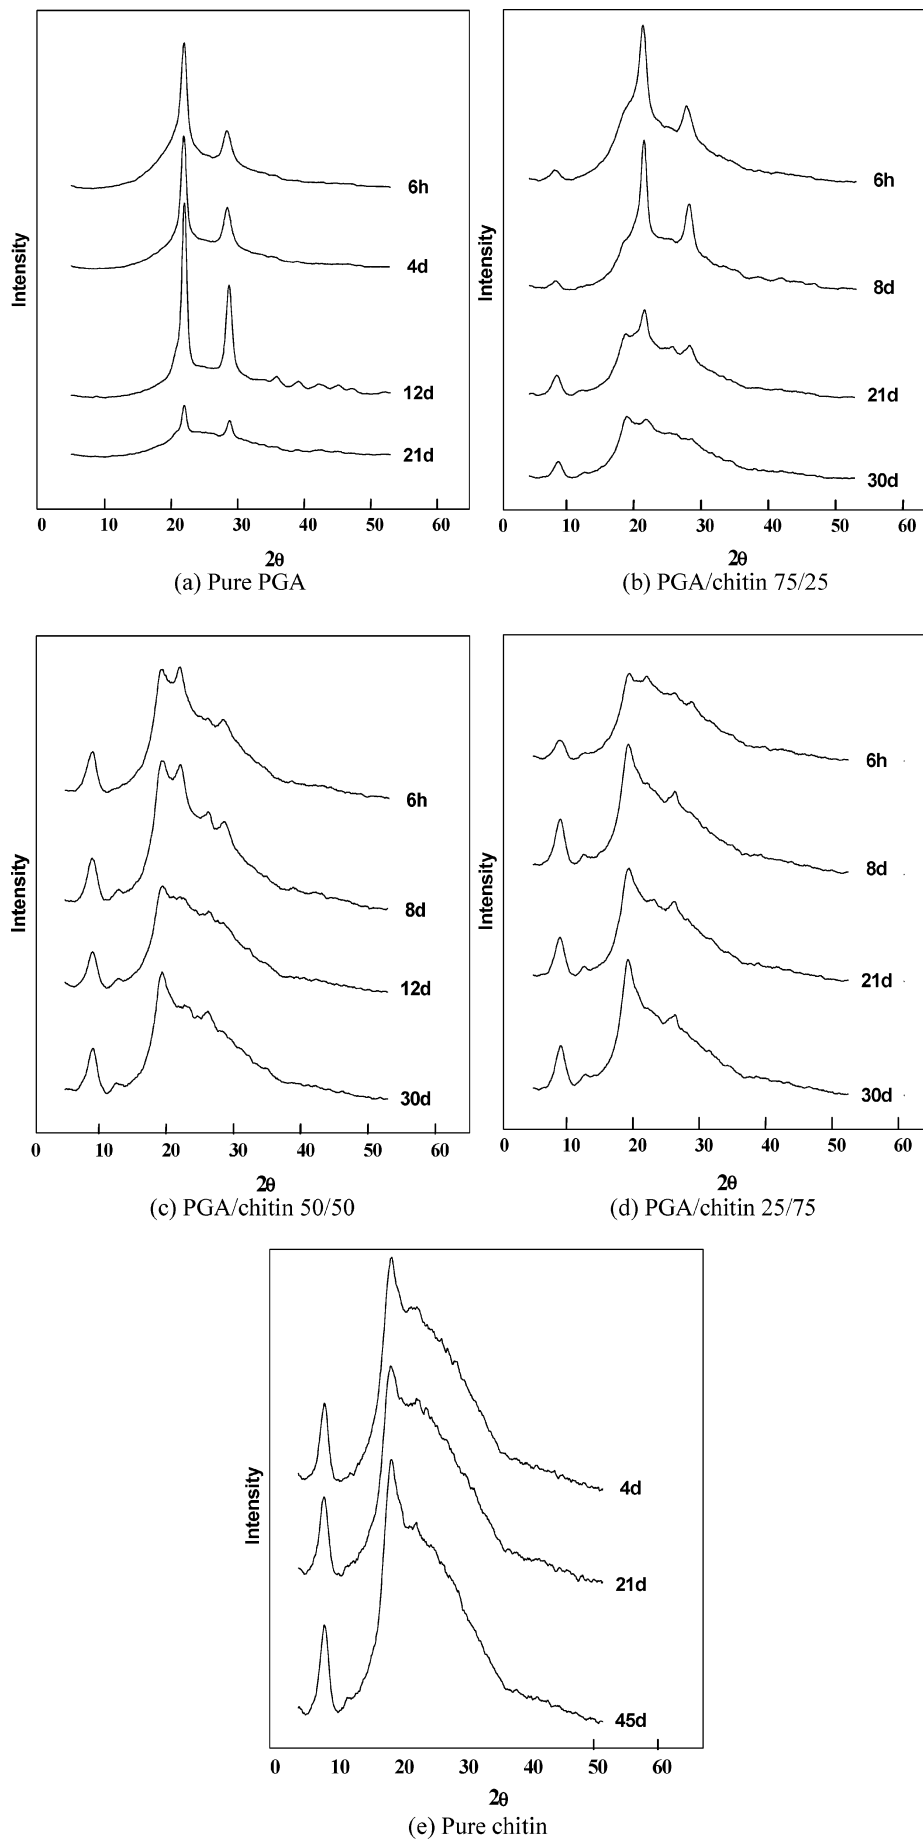 Intensity
6h
4d
12d
21d
0 10 20 30 40 50 60
2θ
(a) Pure PGA
Intensity
6h
8d
21d
30d
0 10 20 30 40 50 60
2θ
(b) PGA/chitin 75/25
Intensity
6h
8d
12d
30d
0 10 20 30 40 50 60
2θ
(c) PGA/chitin 50/50
Intensity
6h
8d
21d
30d
0 10 20 30 40 50 60
2θ
(d) PGA/chitin 25/75
Intensity
4d
21d
45d
0 10 20 30 40 50 60
2θ
(e) Pure chitin